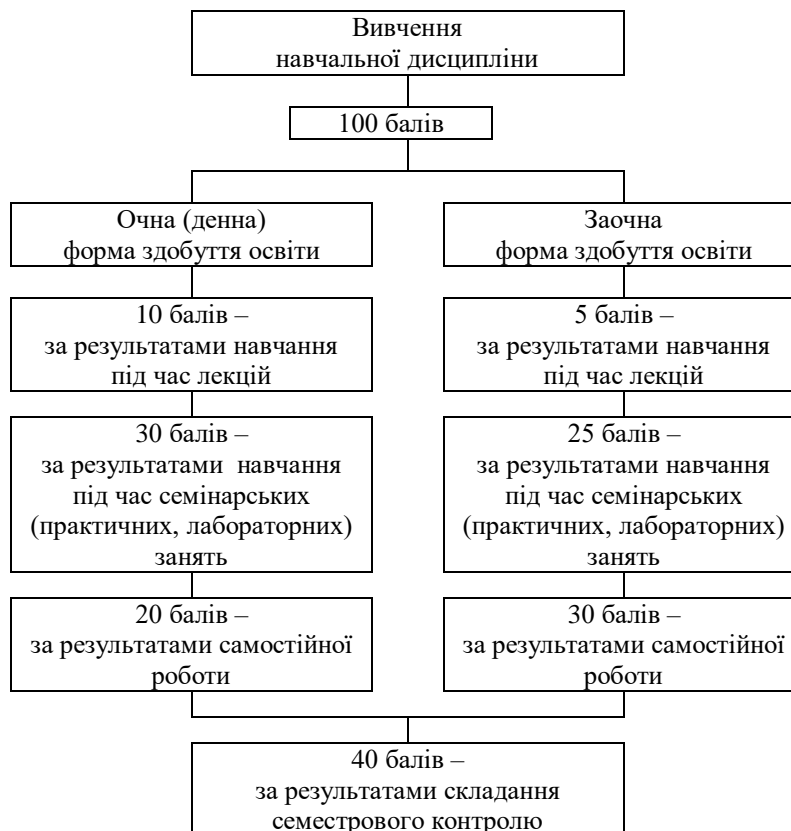 Вивчення
навчальної дисципліни
100 балів
Очна (денна)
форма здобуття освіти
Заочна
форма здобуття освіти
10 балів –
за результатами навчання
під час лекцій
5 балів –
за результатами навчання
під час лекцій
30 балів –
за результатами навчання
під час семінарських
(практичних, лабораторних)
занять
25 балів –
за результатами навчання
під час семінарських
(практичних, лабораторних)
занять
20 балів –
за результатами самостійної
роботи
30 балів –
за результатами самостійної
роботи
40 балів –
за результатами складання
семестрового контролю